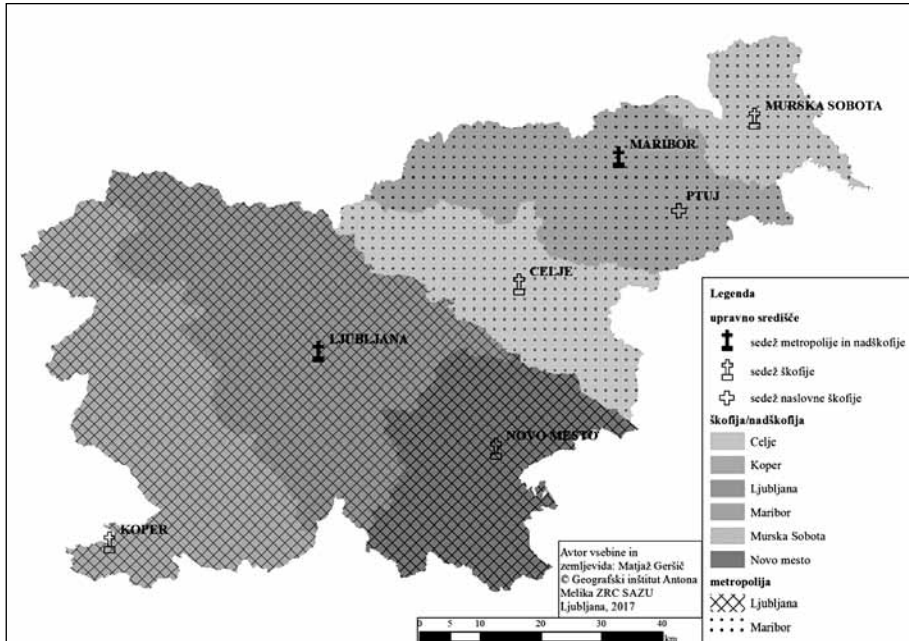 MURSKA SOBOTA
MARIBOR
PTUJ
CELJE
LJUBLJANA
NOVO MESTO
KOPER
Legenda
upravno središče
sedež metropolije in nadškofije
sedež škofije
sedež naslovne škofije
škofija/nadškofija
Celje
Koper
Ljubljana
Maribor
Murska Sobota
Novo mesto
metropolija
Ljubljana
Maribor
Avtor vsebine in
zemljevida: Matjaž Geršič
© Geografski inštitut Antona
Melika ZRC SAZU
Ljubljana, 2017
0 5 10 20 30 40
km